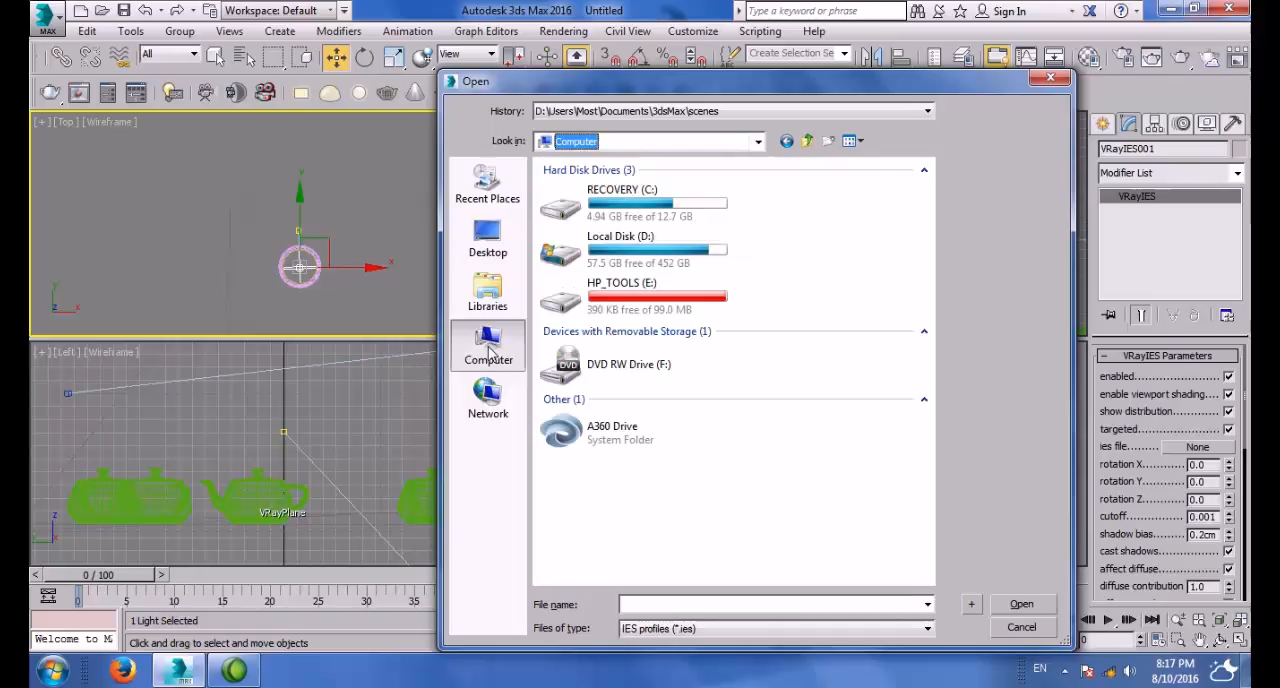 Workspace: Default
Autodesk 3ds Max 2016 Untitled
Type a keyword or phrase
Sign In
MAX
Edit Tools Group Views Create Modifiers Animation Graph Editors Rendering Civil View Customize Scripting Help
All
View
3
Create Selection Se
[+] [Top] [Wireframe]
y
x
y
z x
[+] [Left] [Wireframe]
VRayPlane
z
Open
History: D:\Users\Most\Documents\3dsMax\scenes
Look in: Computer
Recent Places
Desktop
Libraries
Computer
Network
Hard Disk Drives (3)
RECOVERY (C:)
4.94 GB free of 12.7 GB
Local Disk (D:)
57.5 GB free of 452 GB
HP_TOOLS (E:)
390 KB free of 99.0 MB
Devices with Removable Storage (1)
DVD
DVD RW Drive (F:)
Other (1)
A360 Drive
System Folder
File name:
+
Open
Files of type: IES profiles (*.ies)
Cancel
VRayIES001
Modifier List
VRayIES
VRayIES Parameters
enabled
enable viewport shading
show distribution
targeted
ies file None
rotation X 0.0
rotation Y 0.0
rotation Z 0.0
cutoff 0.001
shadow bias 0.2cm
cast shadows
affect diffuse
diffuse contribution 1.0
< 0 / 100 >
0 5 10 15 20 25 30 35
1 Light Selected
Welcome to M
Click and drag to select and move objects
0
MAX
EN
8:17 PM
8/10/2016